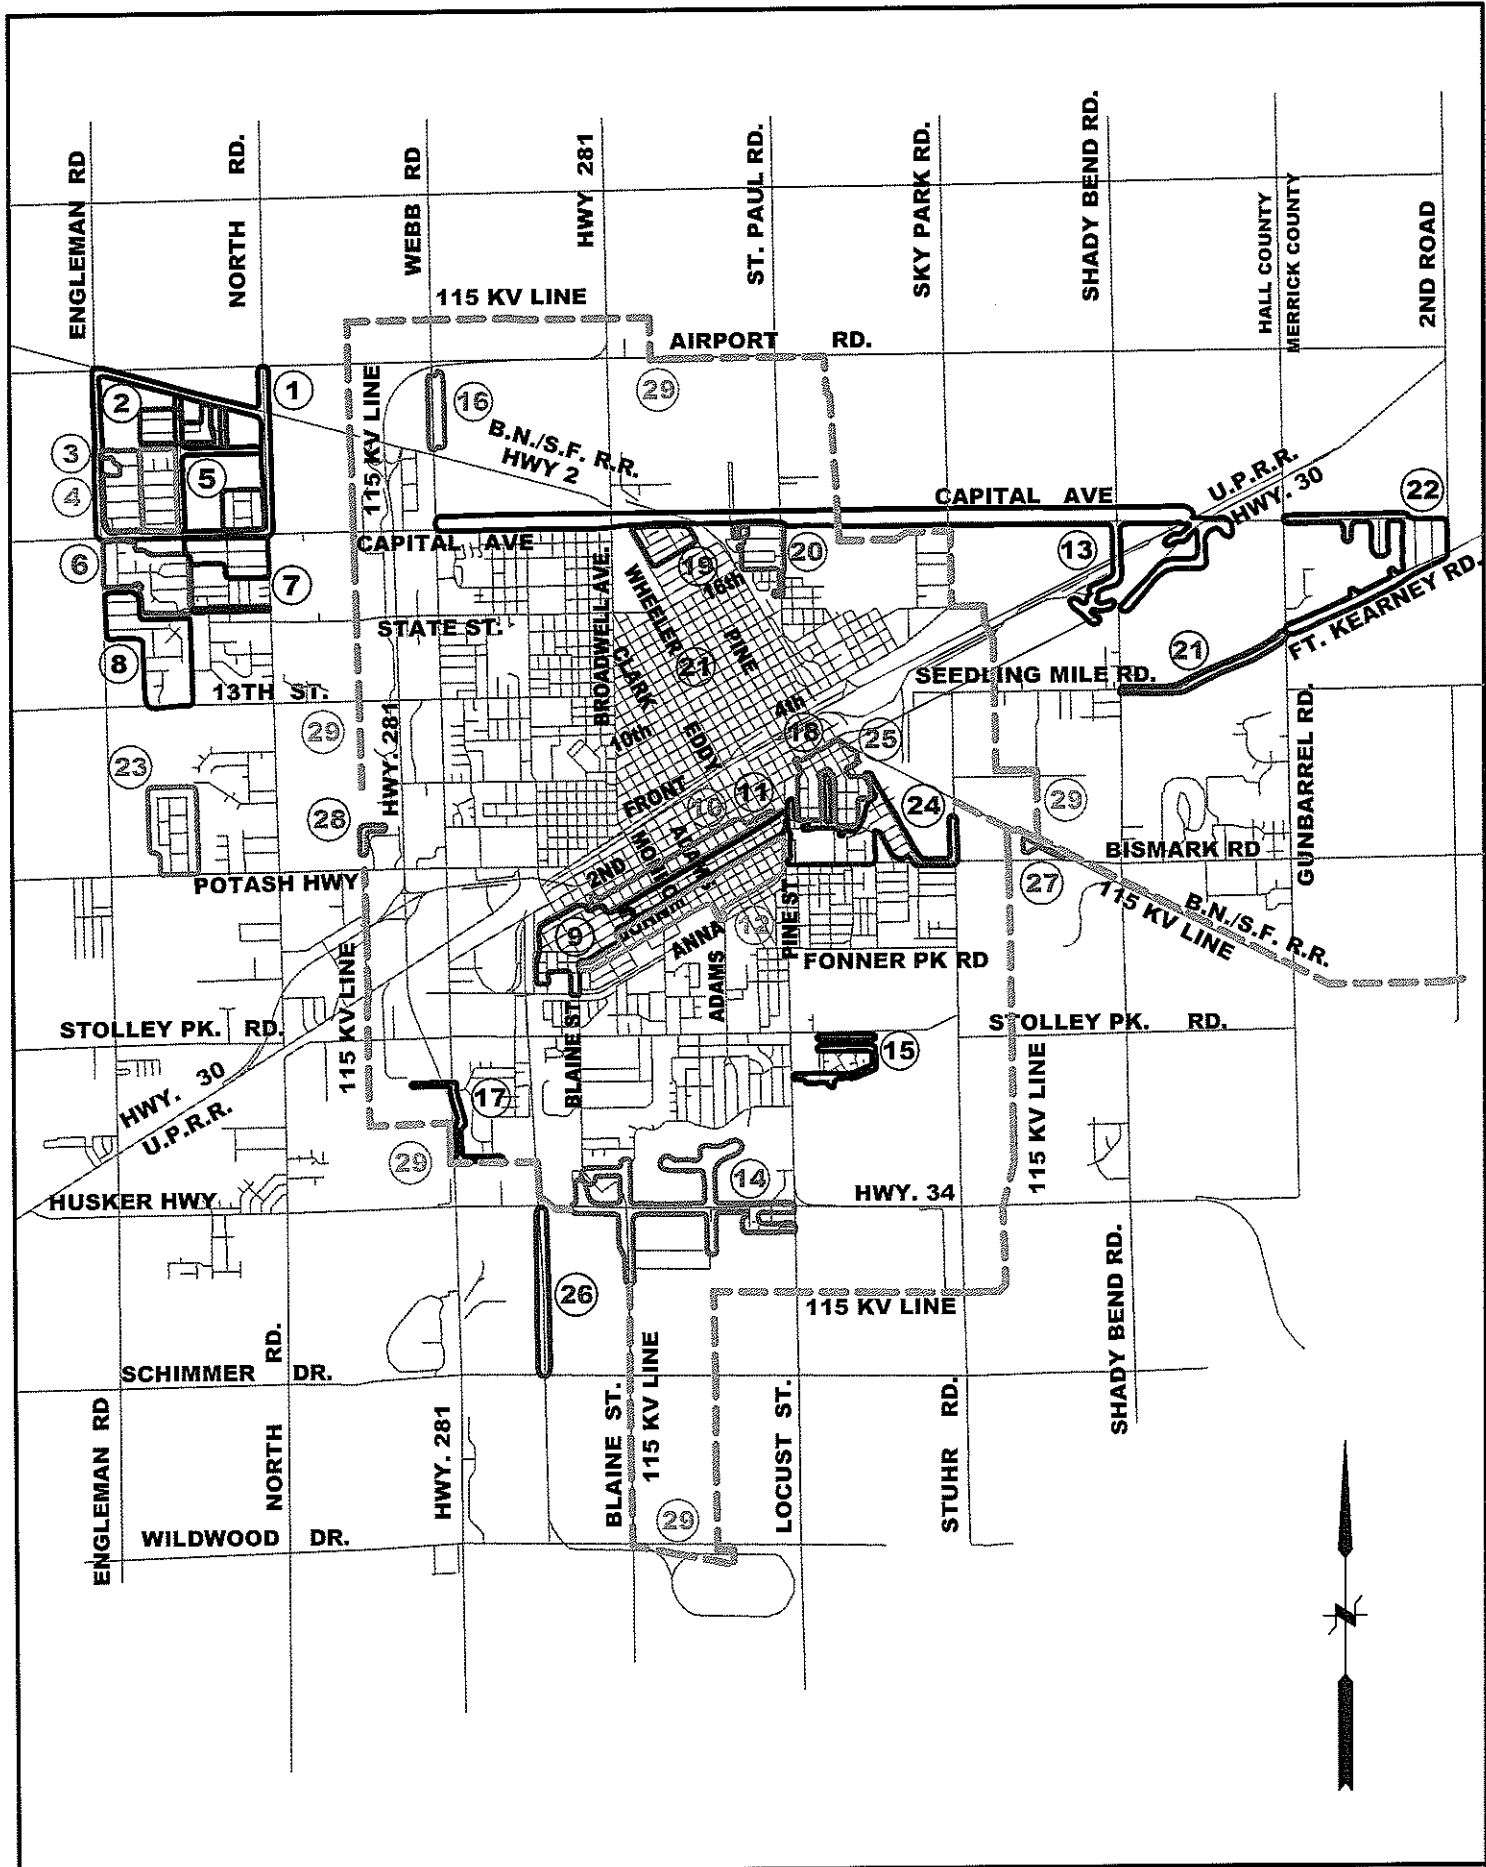 ENGLEMAN RD
NORTH RD.
WEBB RD
HWY 281
ST. PAUL RD.
SKY PARK RD.
SHADY BEND RD.
HALL COUNTY
MERRICK COUNTY
2ND ROAD
115 KV LINE
AIRPORT RD.
1
2
16
29
115 KV LINE
B.N./S.F. R.R.
HWY 2
3
4
5
U.P.R.R.
HWY. 30
22
CAPITAL AVE
CAPITAL AVE
13
6
7
19
20
16th
BROADWELL AVE.
WHEELER
PINE
STATE ST.
CLARK
21
FT. KEARNEY RD.
21
8
13TH ST.
SEEDLING MILE RD.
29
HWY. 281
10th
EDDY
4th
18
25
GUNBARREL RD.
23
28
FRONT
10
11
24
29
2ND
ADAMS
BISMARK RD
POTASH HWY
27
115 KV LINE
B.N./S.F. R.R.
9
ANNA
12
PINE ST
FONNER PK RD
115 KV LINE
ADAMS
STOLLEY PK. RD.
BLAINE ST.
STOLLEY PK. RD.
15
HWY. 30
U.P.R.R.
17
115 KV LINE
29
14
HUSKER HWY
HWY. 34
26
115 KV LINE
SHADY BEND RD.
NORTH RD.
SCHIMMER DR.
115 KV LINE
ENGLEMAN RD
HWY. 281
BLAINE ST.
LOCUST ST.
STUHR RD.
29
WILDWOOD DR.